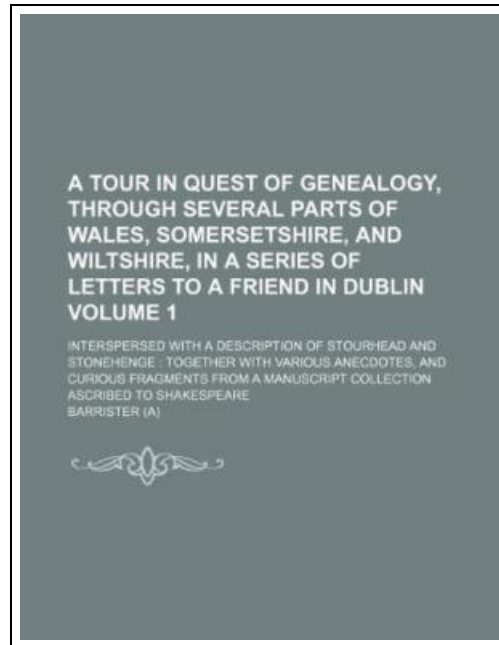 A TOUR IN QUEST OF GENEALOGY,
THROUGH SEVERAL PARTS OF
WALES, SOMERSETSHIRE, AND
WILTSHIRE, IN A SERIES OF
LETTERS TO A FRIEND IN DUBLIN
VOLUME 1
INTERSPERSED WITH A DESCRIPTION OF STOURHEAD AND
STONEHENGE : TOGETHER WITH VARIOUS ANECDOTES, AND
CURIOUS FRAGMENTS FROM A MANUSCRIPT COLLECTION
ASCRIBED TO SHAKESPEARE
BARRISTER (A)